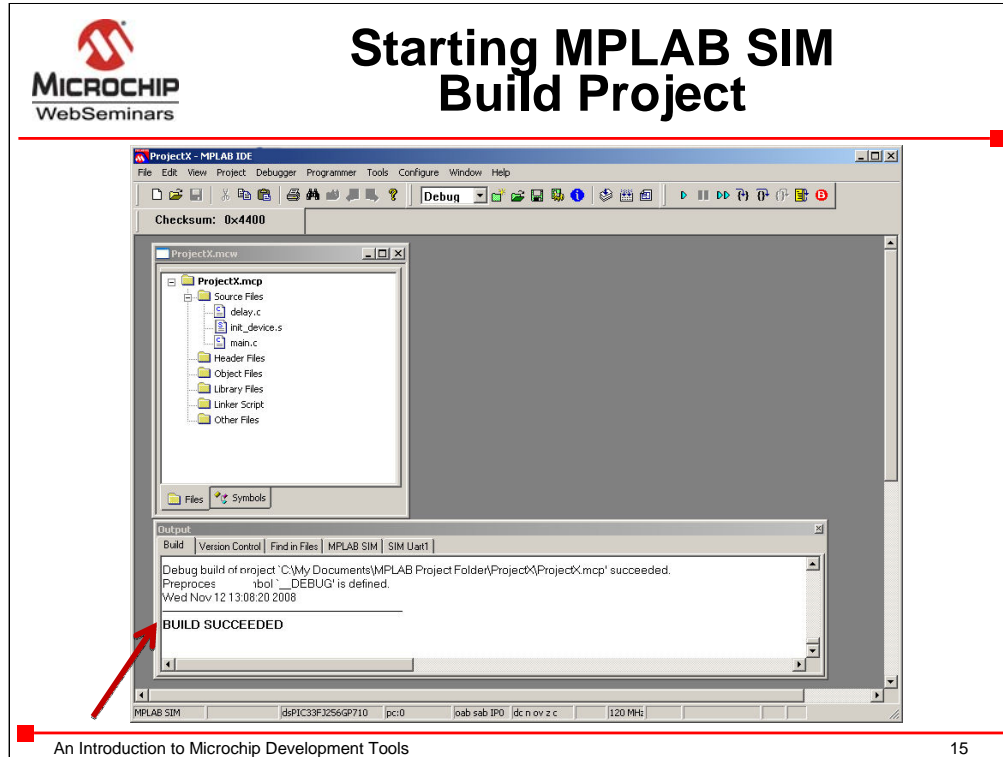 MICROCHIP
WebSeminars
Starting MPLAB SIM
Build Project
ProjectX - MPLAB IDE
File Edit View Project Debugger Programmer Tools Configure Window Help
Debug
Checksum: 0x4400
ProjectX.mcw
ProjectX.mcp
Source Files
delay.c
init_device.s
main.c
Header Files
Object Files
Library Files
Linker Script
Other Files
Files Symbols
Output
Build Version Control Find in Files MPLAB SIM SIM Uart1
Debug build of project `C:\My Documents\MPLAB Project Folder\ProjectX\ProjectX.mcp' succeeded.
`__DEBUG' is defined.
Wed Nov 12 13:08:20 2008
BUILD SUCCEEDED
MPLAB SIM dsPIC33FJ256GP710 pc:0 oab sab IP0 dc n ov z c 120 MHz
An Introduction to Microchip Development Tools 15